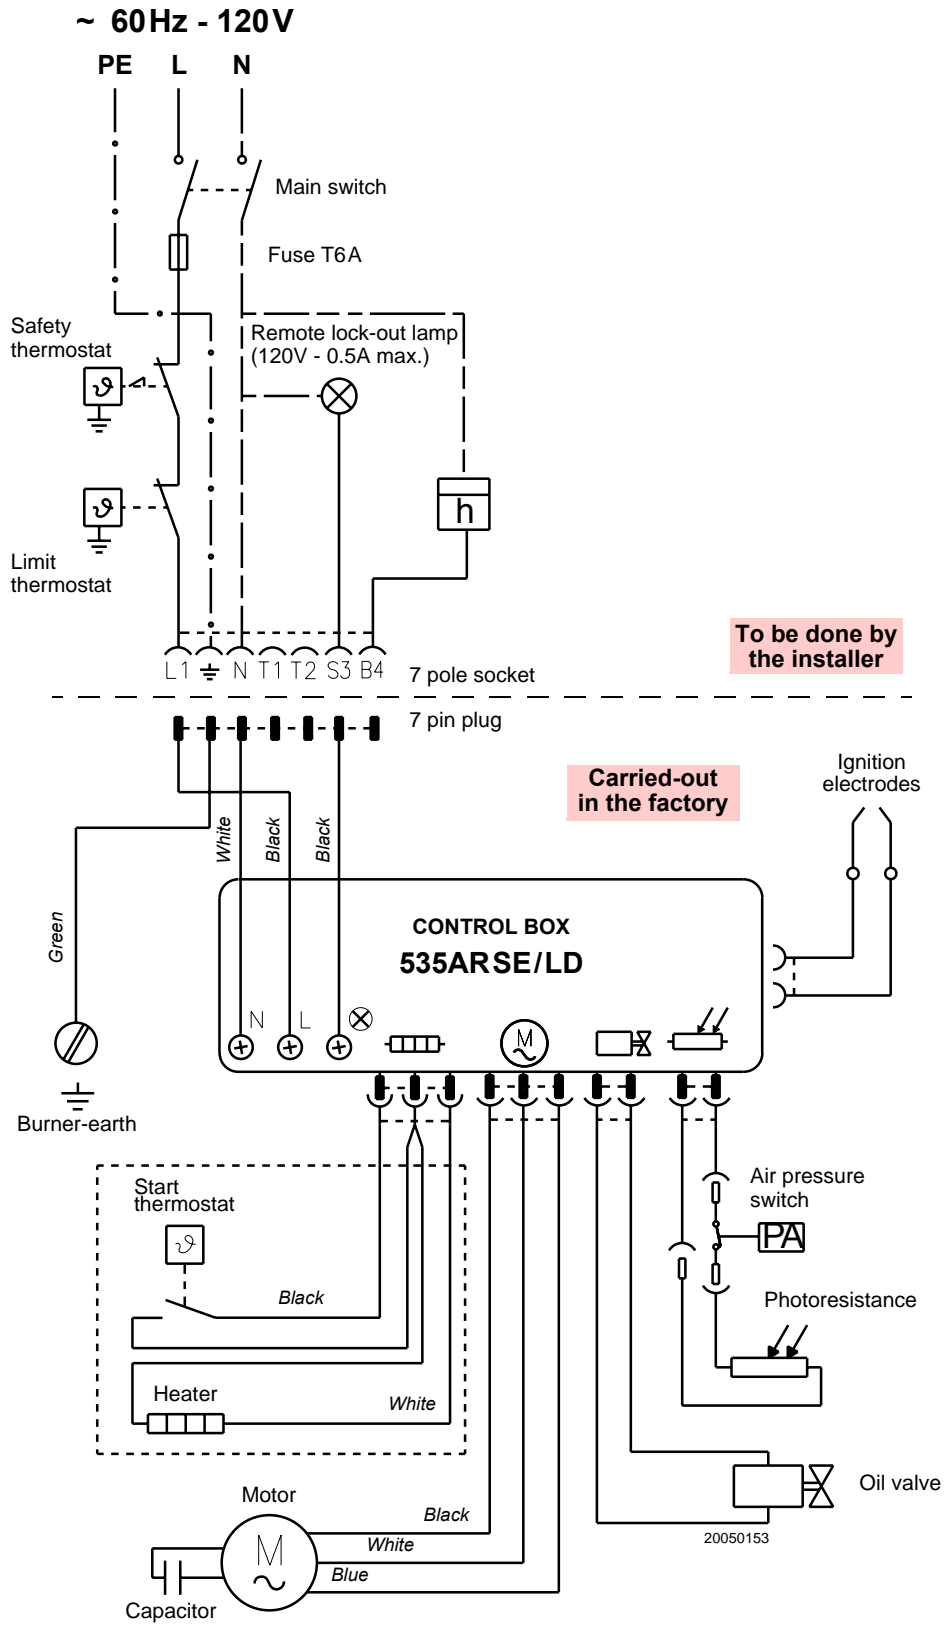 ~ 60Hz - 120V
PE L N
Main switch
Fuse T6A
Safety
thermostat
Remote lock-out lamp
(120V - 0.5A max.)
ϑ
h
ϑ
Limit
thermostat
To be done by
the installer
L1 N T1 T2 S3 B4
7 pole socket
7 pin plug
Carried-out
in the factory
Ignition
electrodes
White
Black
Black
Green
CONTROL BOX
535ARSE/LD
N L
M
~
Burner-earth
Start
thermostat
ϑ
Air pressure
switch
PA
Black
Photoresistance
Heater
White
Oil valve
Motor
Black
20050153
White
M
~
Blue
Capacitor